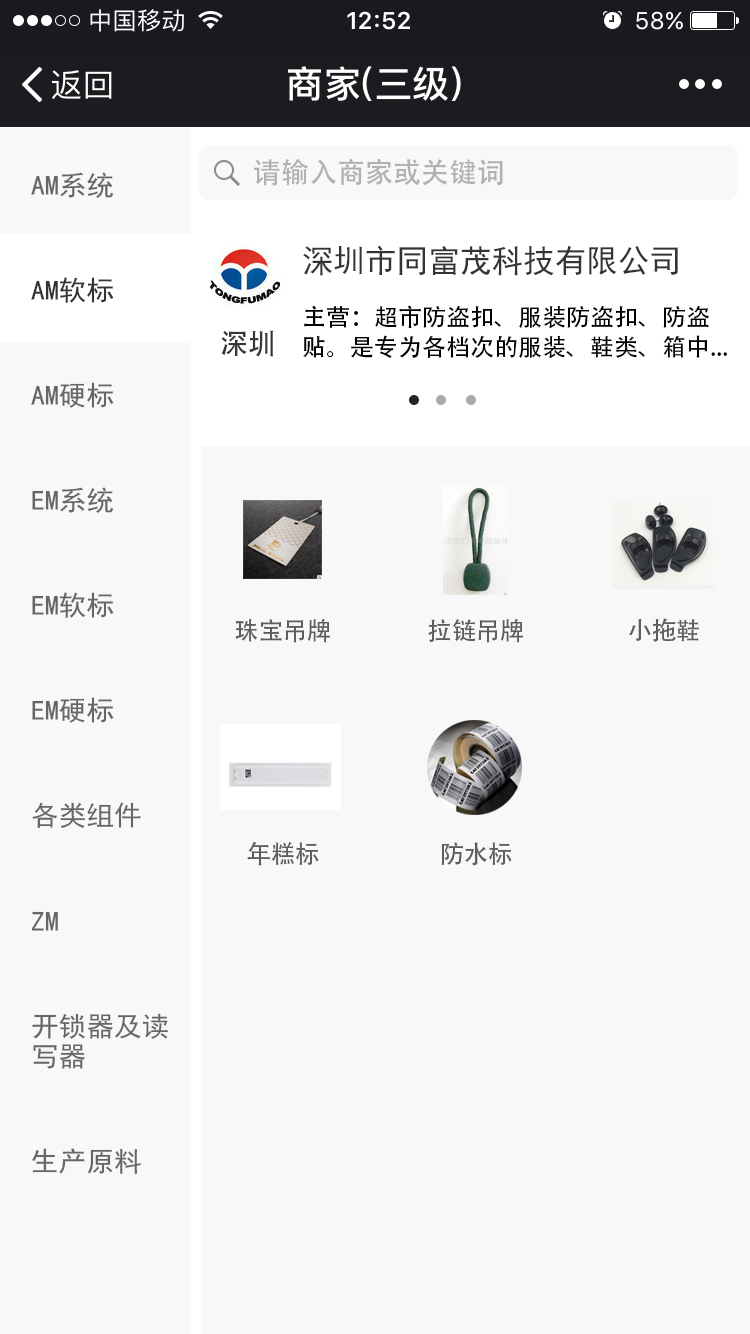 中国移动
12:52
58%
返回
商家(三级)
AM系统
AM软标
AM硬标
EM系统
EM软标
EM硬标
各类组件
ZM
开锁器及读
写器
生产原料
请输入商家或关键词
TONGFUMAO
深圳
深圳市同富茂科技有限公司
主营：超市防盗扣、服装防盗扣、防盗
贴。是专为各档次的服装、鞋类、箱中…
珠宝吊牌
拉链吊牌
小拖鞋
年糕标
防水标